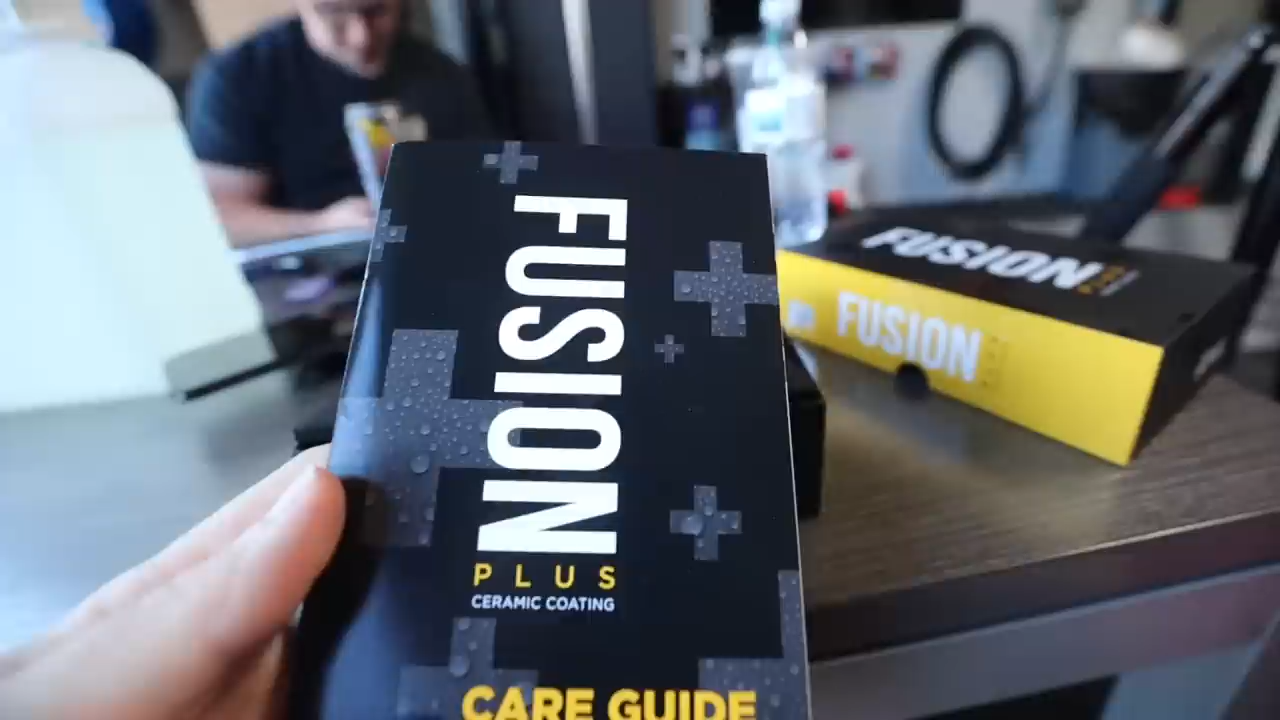 FUSION
PLUS
CERAMIC COATING
CARE GUIDE
FUSION
FUSION